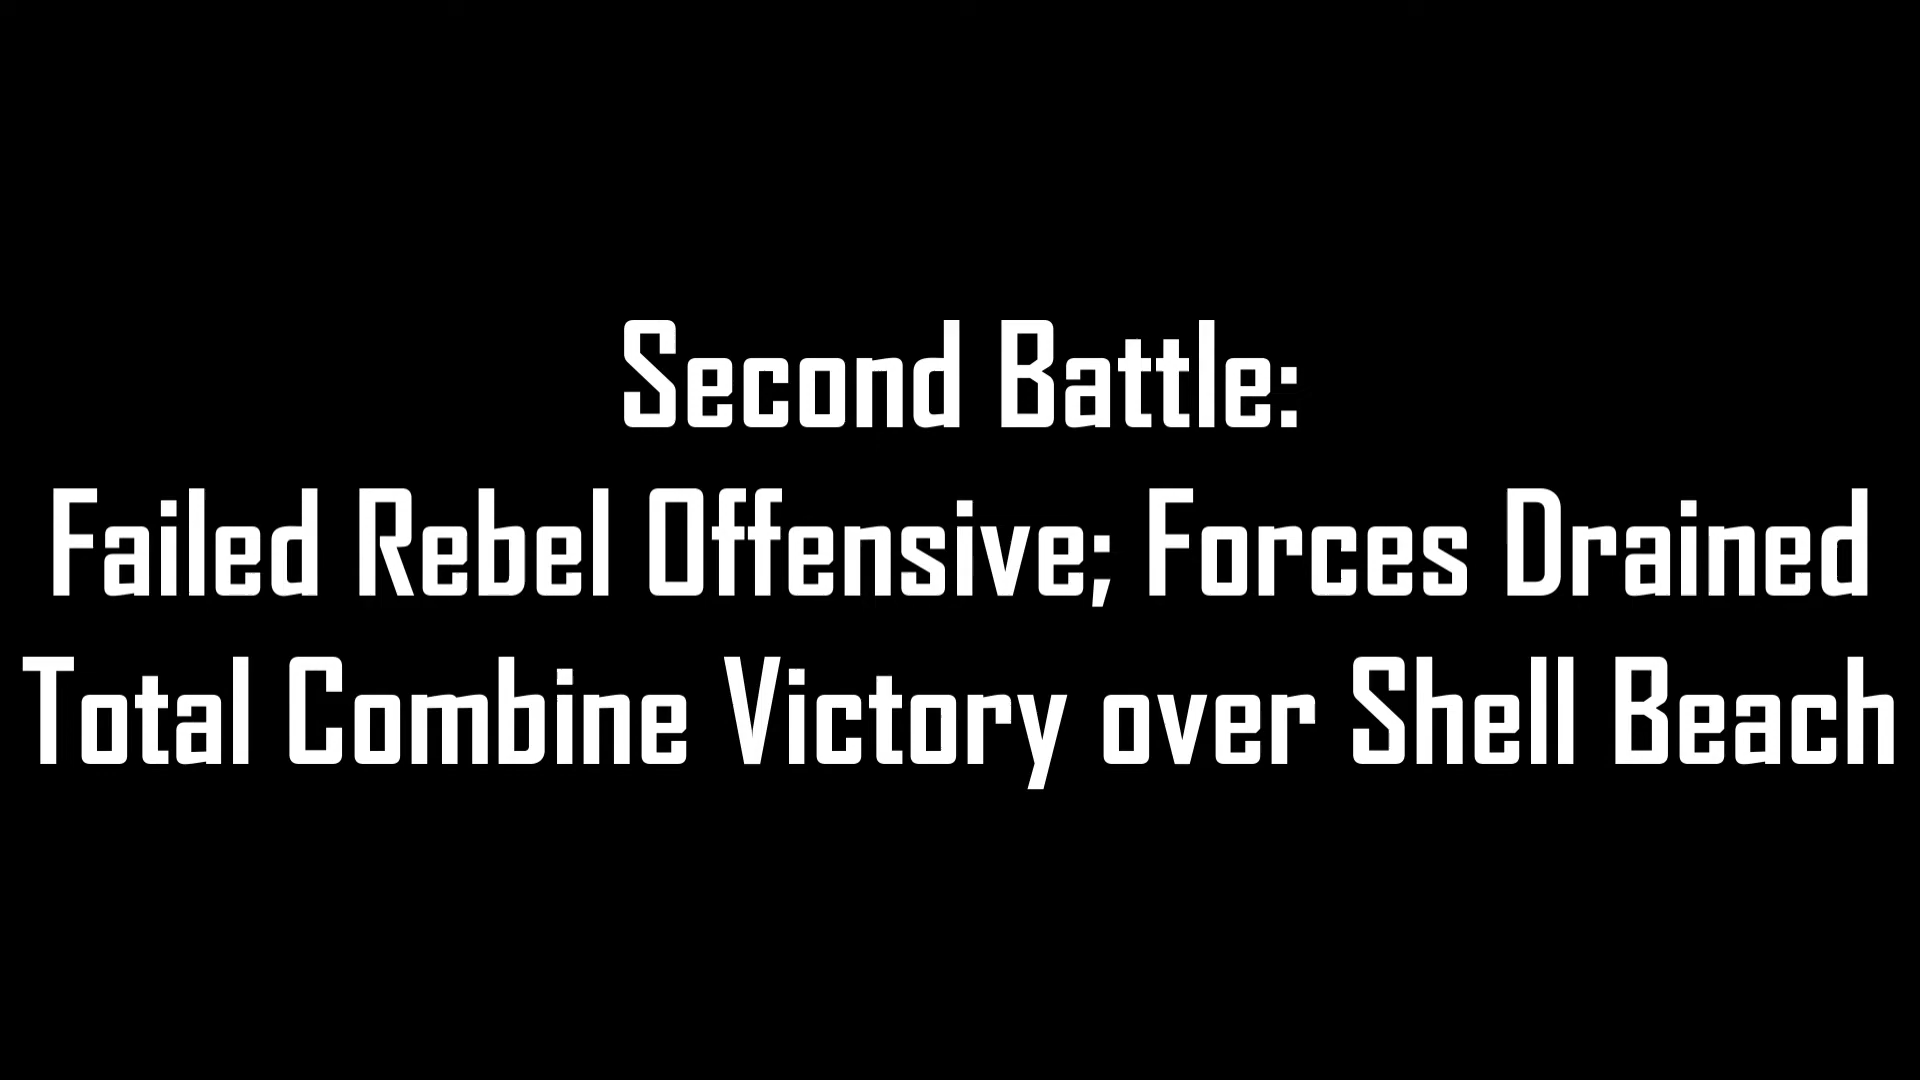 Second Battle:
Failed Rebel Offensive; Forces Drained
Total Combine Victory over Shell Beach